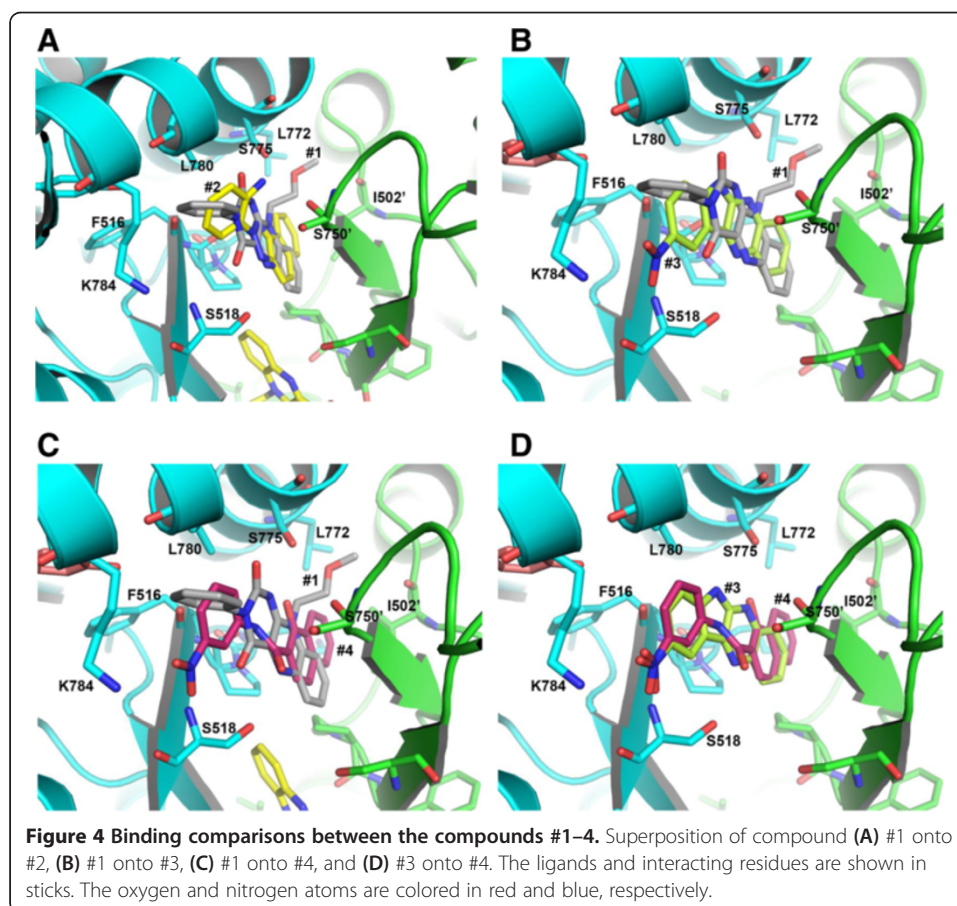 A
B
S775
L772
#1
L780
#2
I502'
F516
S750'
K784
S518
S775
L772
L780
#1
F516
I502'
S750'
#3
K784
S518
C
D
L780
S775
L772
#1
F516
I502'
S750'
#4
K784
S518
L780
S775
L772
#3
#4
F516
I502'
S750'
K784
S518
Figure 4 Binding comparisons between the compounds #1–4. Superposition of compound (A) #1 onto
#2, (B) #1 onto #3, (C) #1 onto #4, and (D) #3 onto #4. The ligands and interacting residues are shown in
sticks. The oxygen and nitrogen atoms are colored in red and blue, respectively.